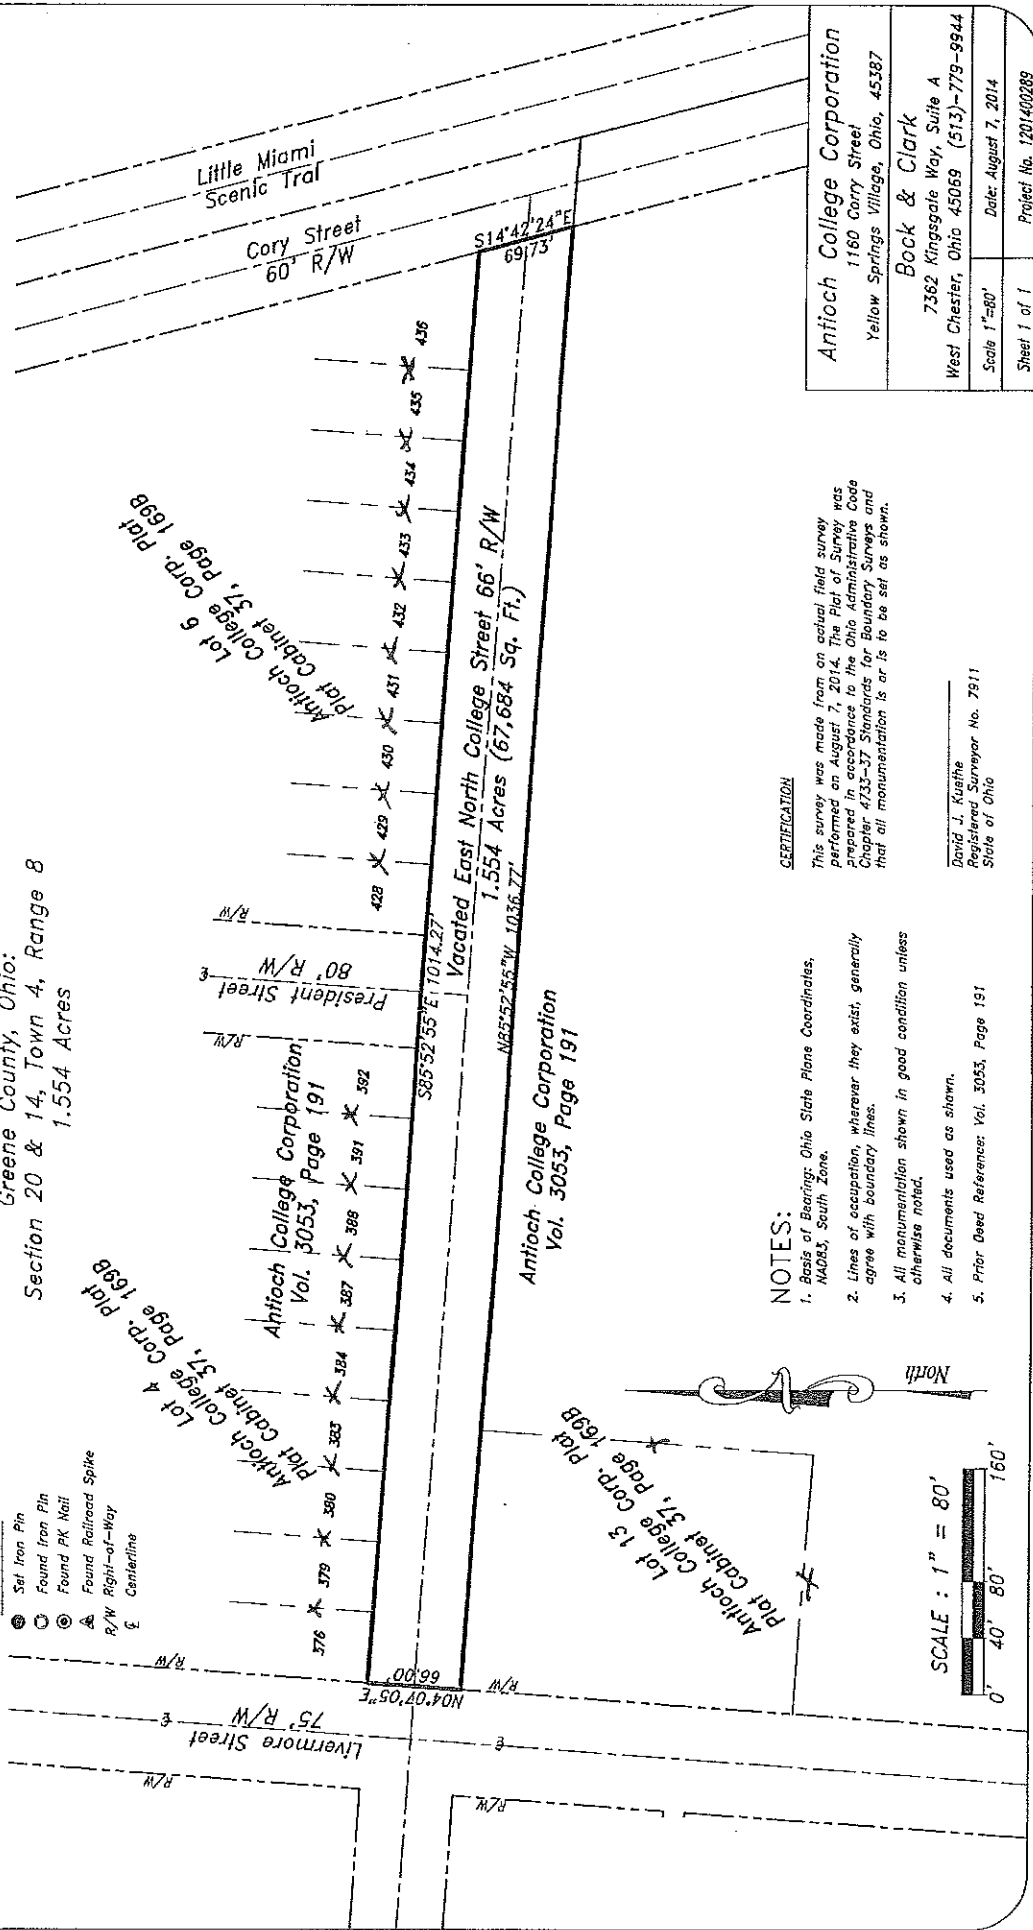 Greene County, Ohio:
Section 20 & 14, Town 4, Range 8
1.554 Acres
Set Iron Pin
Found Iron Pin
Found PK Nail
Found Railroad Spike
R/W Right-of-Way
Centerline
Lot 4
Antioch College Corp. Plat
Plat Cabinet 37, Page 169B
Antioch College Corporation
Vol. 3053, Page 191
Lot 6
Antioch College Corp. Plat
Plat Cabinet 37, Page 169B
Little Miami
Scenic Tral
Cory Street
60' R/W
376
379
380
383
384
387
388
391
392
R/W
President Street
80' R/W
R/W
428
429
430
431
432
433
434
435
436
S14°42'24"E
69.73'
S85°52'55"E 1014.27'
Vacated East North College Street 66' R/W
1.554 Acres (67,684 Sq. Ft.)
N85°52'55"W 1036.77'
N04°07'05"E
66.00'
Livermore Street
75' R/W
R/W
R/W
R/W
R/W
Antioch College Corporation
Vol. 3053, Page 191
Lot 13
Antioch College Corp. Plat
Plat Cabinet 37, Page 169B
North
SCALE : 1" = 80'
0' 40' 80' 160'
NOTES:
1. Basis of Bearing: Ohio State Plane Coordinates,
NAD83, South Zone.
2. Lines of occupation, wherever they exist, generally
agree with boundary lines.
3. All monumentation shown in good condition unless
otherwise noted.
4. All documents used as shown.
5. Prior Deed Reference: Vol. 3053, Page 191
CERTIFICATION
This survey was made from an actual field survey
performed on August 7, 2014. The Plat of Survey was
prepared in accordance to the Ohio Administrative Code
Chapter 4733-37 Standards for Boundary Surveys and
that all monumentation is or is to be set as shown.
David J. Kuethe
Registered Surveyor No. 7911
State of Ohio
Antioch College Corporation
1160 Corry Street
Yellow Springs Village, Ohio, 45387
Bock & Clark
7362 Kingsgate Way, Suite A
West Chester, Ohio 45069 (513)-779-9944
Scale 1"=80'
Date: August 7, 2014
Sheet 1 of 1
Project No. 1201400289